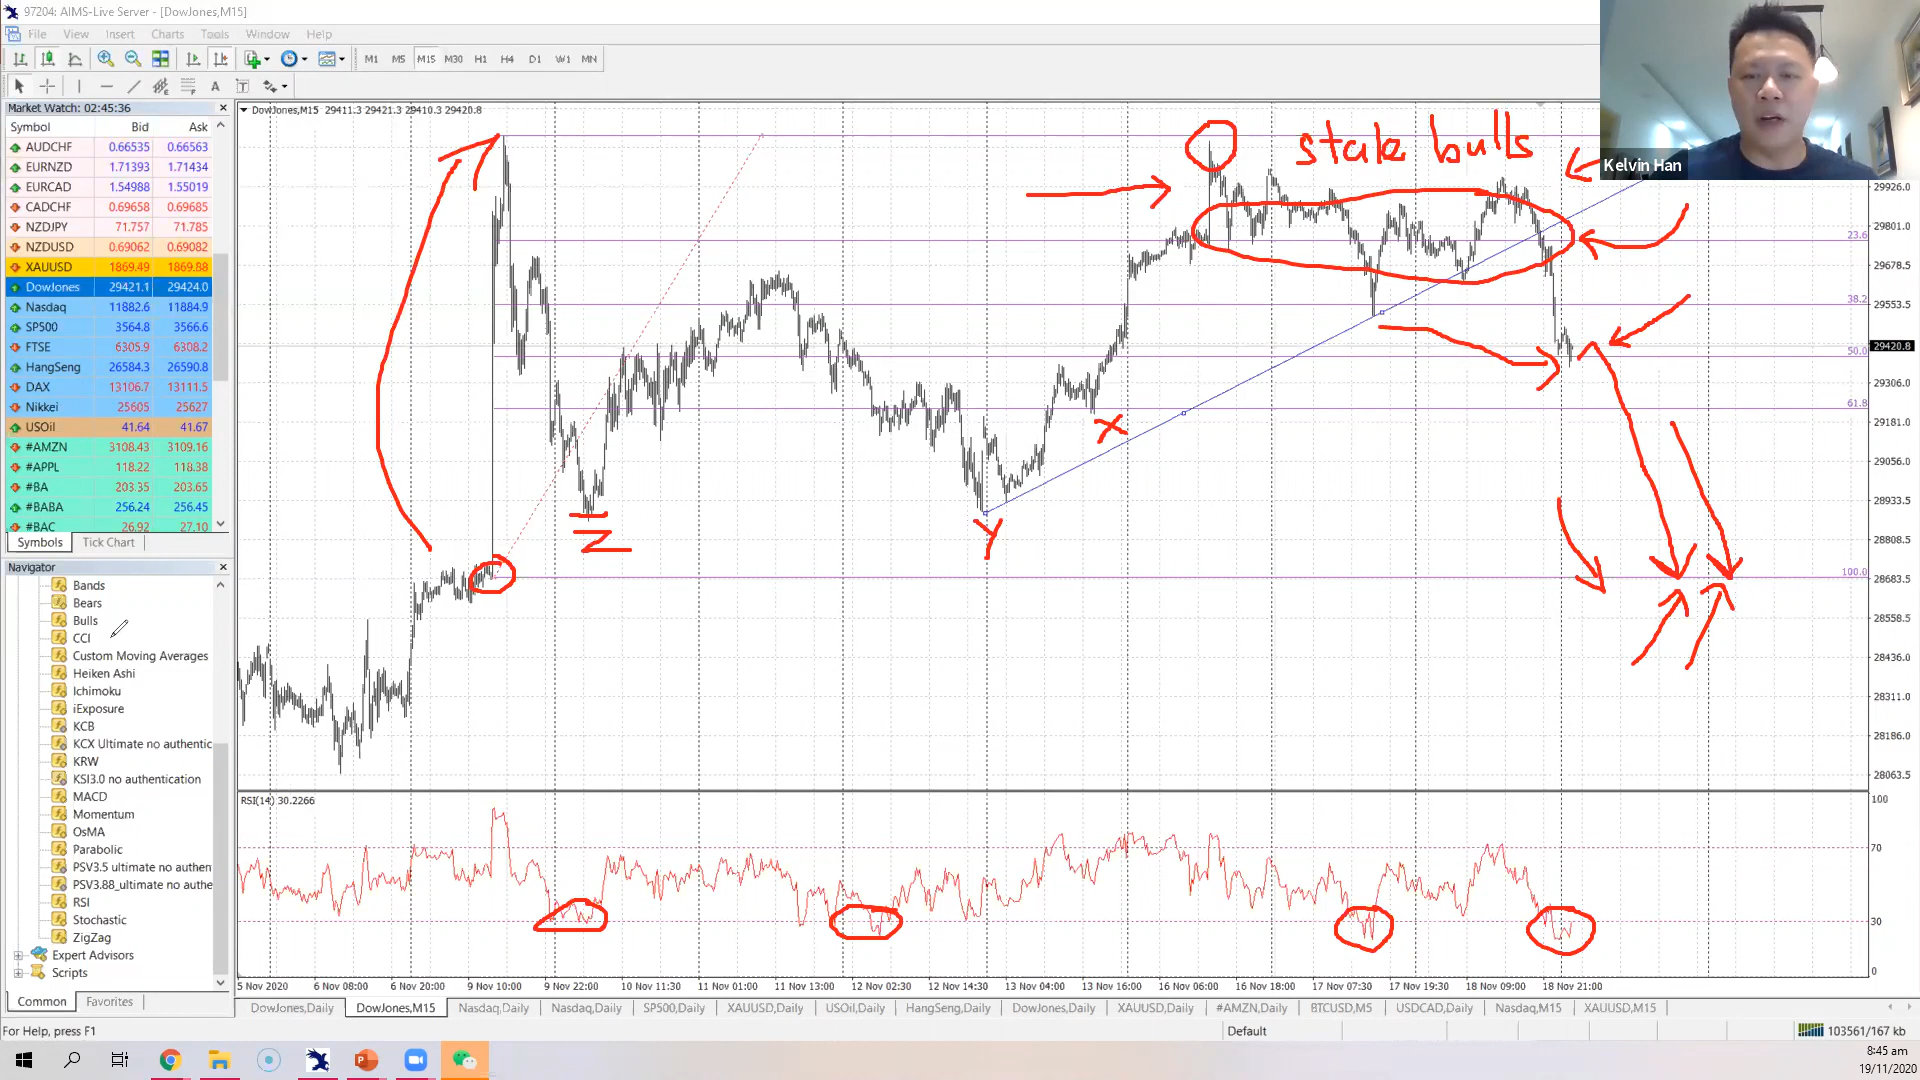 97204: AIMS-Live Server - [DowJones,M15]
File View Insert Charts Tools Window Help
M1 M5 M15 M30 H1 H4 D1 W1 MN
Market Watch: 02:45:36
Symbol Bid Ask
AUDCHF 0.66535 0.66563
EURNZD 1.71393 1.71434
EURCAD 1.54988 1.55019
CADCHF 0.69658 0.69685
NZDJPY 71.757 71.785
NZDUSD 0.69062 0.69082
XAUUSD 1869.49 1869.88
DowJones 29421.1 29424.0
Nasdaq 11882.6 11884.9
SP500 3564.8 3566.6
FTSE 6305.9 6308.2
HangSeng 26584.3 26590.8
DAX 13106.7 13111.5
Nikkei 25605 25627
USOil 41.64 41.67
#AMZN 3108.43 3109.16
#APPL 118.22 118.38
#BA 203.35 203.65
#BABA 256.24 256.45
#BAC 26.92 27.10
Symbols Tick Chart
Navigator
Bands
Bears
Bulls
CCI
Custom Moving Averages
Heiken Ashi
Ichimoku
iExposure
KCB
KCX Ultimate no authentic
KRW
KSI3.0 no authentication
MACD
Momentum
OsMA
Parabolic
PSV3.5 ultimate no authen
PSV3.88_ultimate no authe
RSI
Stochastic
ZigZag
Expert Advisors
Scripts
Common Favorites
DowJones,M15 29411.3 29421.3 29410.3 29420.8
stale bulls
Kelvin Han
X
Y
Z
23.6
38.2
50.0
61.8
100.0
29926.0
29801.0
29678.5
29553.5
29420.8
29306.0
29181.0
29056.0
28933.5
28808.5
28683.5
28558.5
28436.0
28311.0
28186.0
28063.5
RSI(14) 30.2266
100
70
30
0
5 Nov 2020 6 Nov 08:00 6 Nov 20:00 9 Nov 10:00 9 Nov 22:00 10 Nov 11:30 11 Nov 01:00 11 Nov 13:00 12 Nov 02:30 12 Nov 14:30 13 Nov 04:00 13 Nov 16:00 16 Nov 06:00 16 Nov 18:00 17 Nov 07:30 17 Nov 19:30 18 Nov 09:00 18 Nov 21:00
DowJones,Daily DowJones,M15 Nasdaq,Daily Nasdaq,Daily SP500,Daily XAUUSD,Daily USOil,Daily HangSeng,Daily DowJones,Daily XAUUSD,Daily #AMZN,Daily BTCUSD,M5 USDCAD,Daily Nasdaq,M15 XAUUSD,M15
For Help, press F1 Default 103561/167 kb
8:45 am
19/11/2020